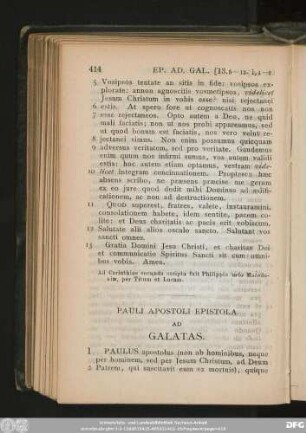 414 EP. AD. GAL. [13,5—12. 1,1—2
5 Vosipsos tentate an sitis in fide; vosipsos ex-
plorate; annon agnoscitis vosmetipsos, videlicet
Jesum Christum in vobis esse? nisi rejectanei
6 estis. At spero fore ut cognoscatis nos non
7 esse rejectaneos. Opto autem a Deo, ne quid
mali faciatis; non ut nos probi appareamus, sed
ut quod bonum est faciatis, nos vero velut re-
8 jectanei simus. Non enim possumus quicquam
9 adversus veritatem, sed pro veritate. Gaudemus
enim quum nos infirmi sumus, vos autem validi
estis: hoc autem etiam optamus, vestram vide-
10 licet integram concinnationem. Propterea haec
absens scribo, ne praesens praecise me geram
ex eo jure quod dedit mihi Dominus ad aedifi-
cationem, ac non ad destructionem.
11 Quod superest, fratres, valete, instauramini,
consolationem habete, idem sentite, pacem co-
lite; et Deus charitatis ac pacis erit vobiscum.
12 Salutate alii alios osculo sancto. Salutant vos
sancti omnes.
13 Gratia Domini Jesu Christi, et charitas Dei
et communicatio Spiritus Sancti sit cum omni-
bus vobis. Amen.
Ad Corinthios secunda scripta fuit Philippis urbe Macedo-
niae, per Titum et Lucam.
PAULI APOSTOLI EPISTOLA
AD
GALATAS.
1 PAULUS apostolus (non ab hominibus, neque
per hominem, sed per Jesum Christum, ad Deum
2 Patrem, qui suscitavit eum ex mortuis), quique